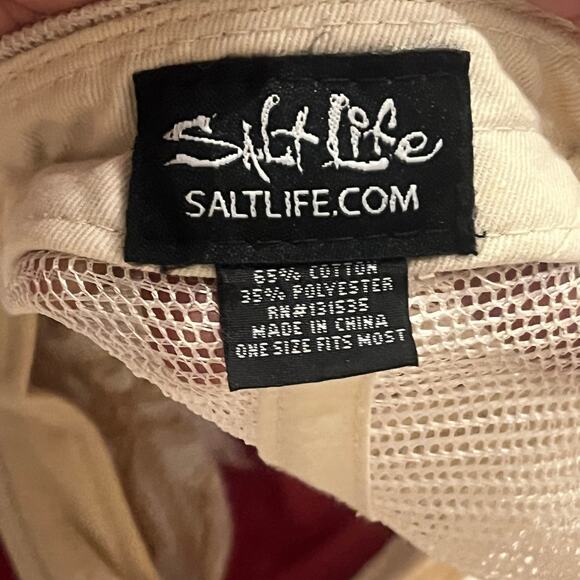 Salt Life
SALTLIFE.COM
65% COTTON
35% POLYESTER
RN#131535
MADE IN CHINA
ONE SIZE FITS MOST